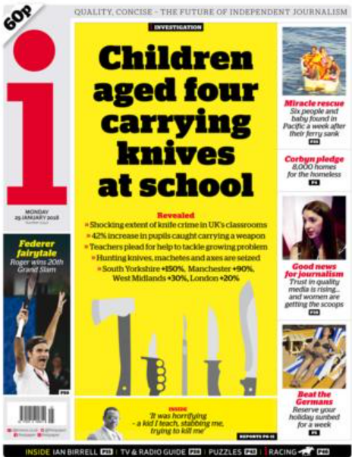 60p
QUALITY, CONCISE - THE FUTURE OF INDEPENDENT JOURNALISM
i
MONDAY
29 JANUARY 2018
INVESTIGATION
Children
aged four
carrying
knives
at school
Revealed
Shocking extent of knife crime in UK's classrooms
42% increase in pupils caught carrying a weapon
Teachers plead for help to tackle growing problem
Hunting knives, machetes and axes are seized
South Yorkshire +150%, Manchester +90%,
West Midlands +30%, London +20%
Miracle rescue
Six people and
baby found in
Pacific a week after
their ferry sank
Corbyn pledge
8,000 homes
for the homeless
Good news
for journalism
Trust in quality
media is rising...
and women are
getting the scoops
Beat the
Germans
Reserve your
holiday sunbed
for a week
Federer
fairytale
Roger wins 20th
Grand Slam
INSIDE
'It was horrifying
- a kid I teach, stabbing me,
trying to kill me'
INSIDE IAN BIRRELL | TV & RADIO GUIDE | PUZZLES | RACING